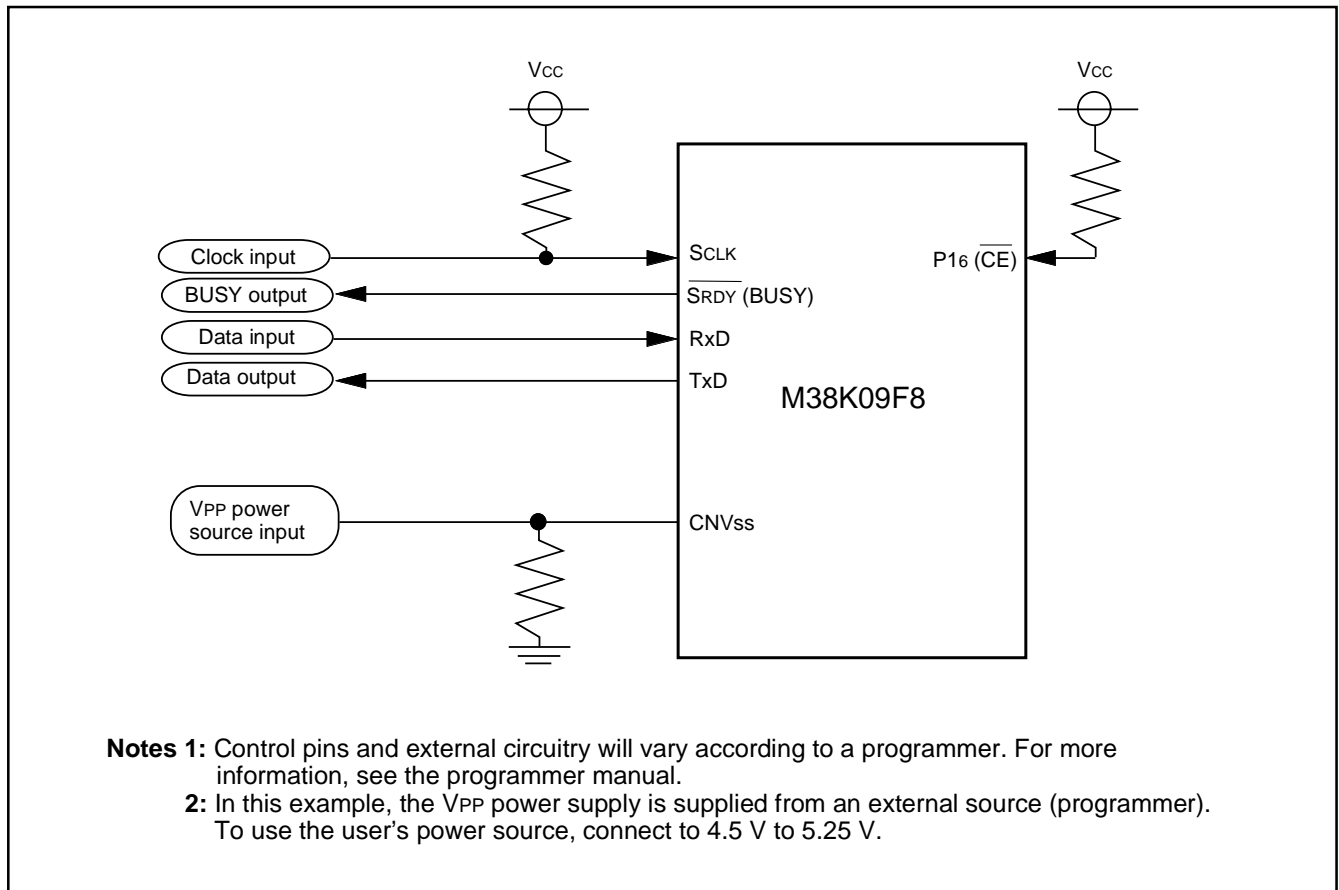 Vcc
Vcc
Clock input
SCLK
P16 (CE)
BUSY output
SRDY (BUSY)
Data input
RxD
Data output
TxD
M38K09F8
VPP power
source input
CNVss
Notes 1: Control pins and external circuitry will vary according to a programmer. For more
information, see the programmer manual.
2: In this example, the VPP power supply is supplied from an external source (programmer).
To use the user's power source, connect to 4.5 V to 5.25 V.